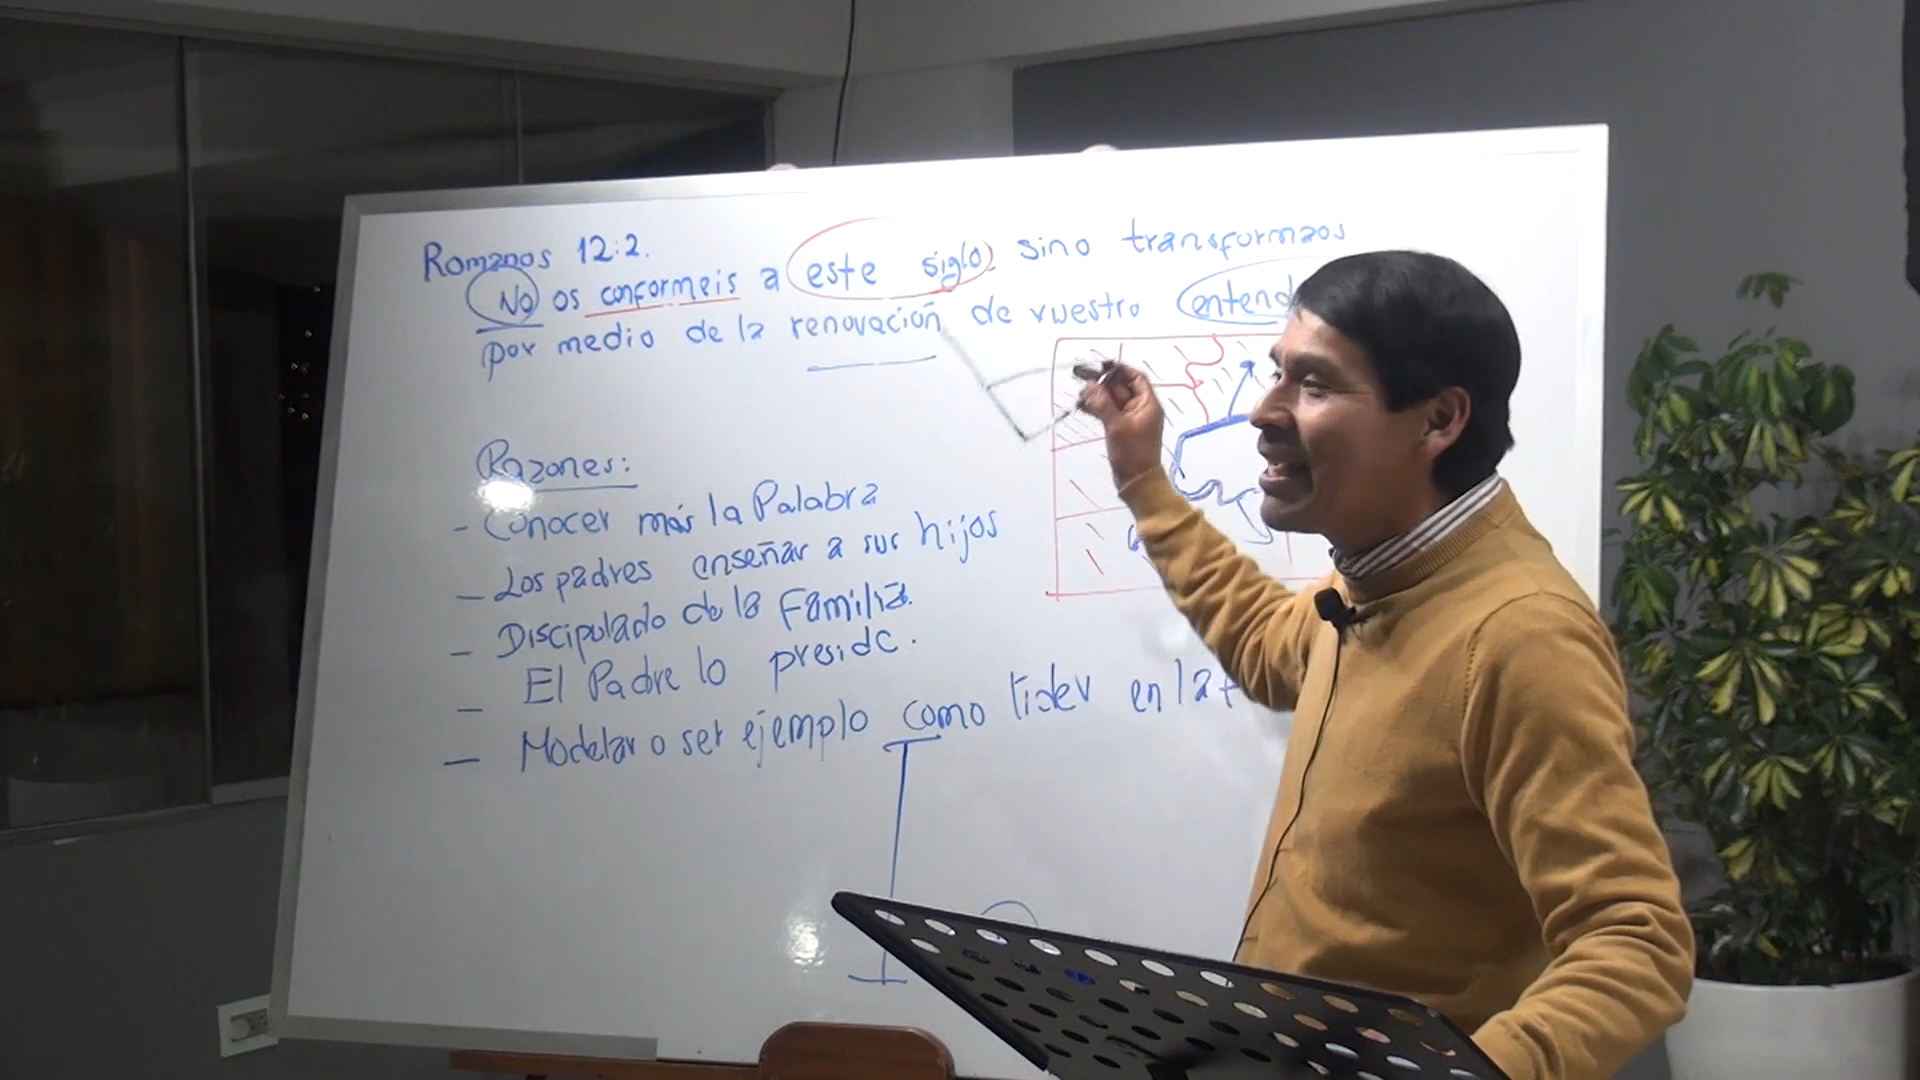 Romanos 12:2.
No os conformeis a este siglo, sino transformaos
por medio de la renovación de vuestro
Razones:
- Conocer más la Palabra
- Los padres enseñar a sus hijos
- Discipulado de la Familia.
- El Padre lo preside.
- Modelar o ser ejemplo como lider en la